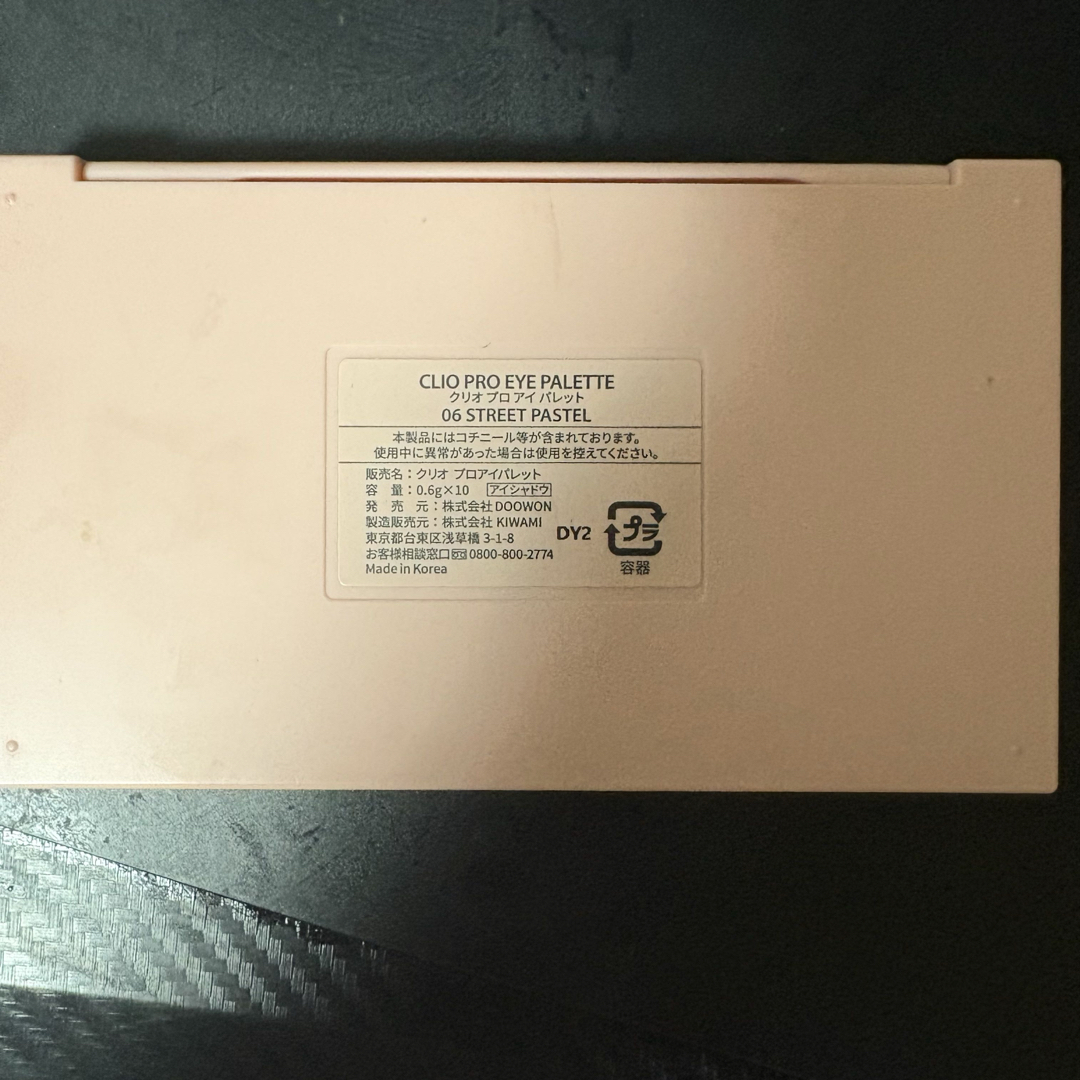 CLIO PRO EYE PALETTE
クリオ プロ アイ パレット
06 STREET PASTEL
本製品にはコチニール等が含まれております。
使用中に異常があった場合は使用を控えてください。
販売名：クリオ プロアイパレット
容　量：0.6g×10 アイシャドウ
発　売　元：株式会社 DOOWON
製造販売元：株式会社 KIWAMI
東京都台東区浅草橋 3-1-8
お客様相談窓口 0800-800-2774
Made in Korea
DY2
プラ
容器